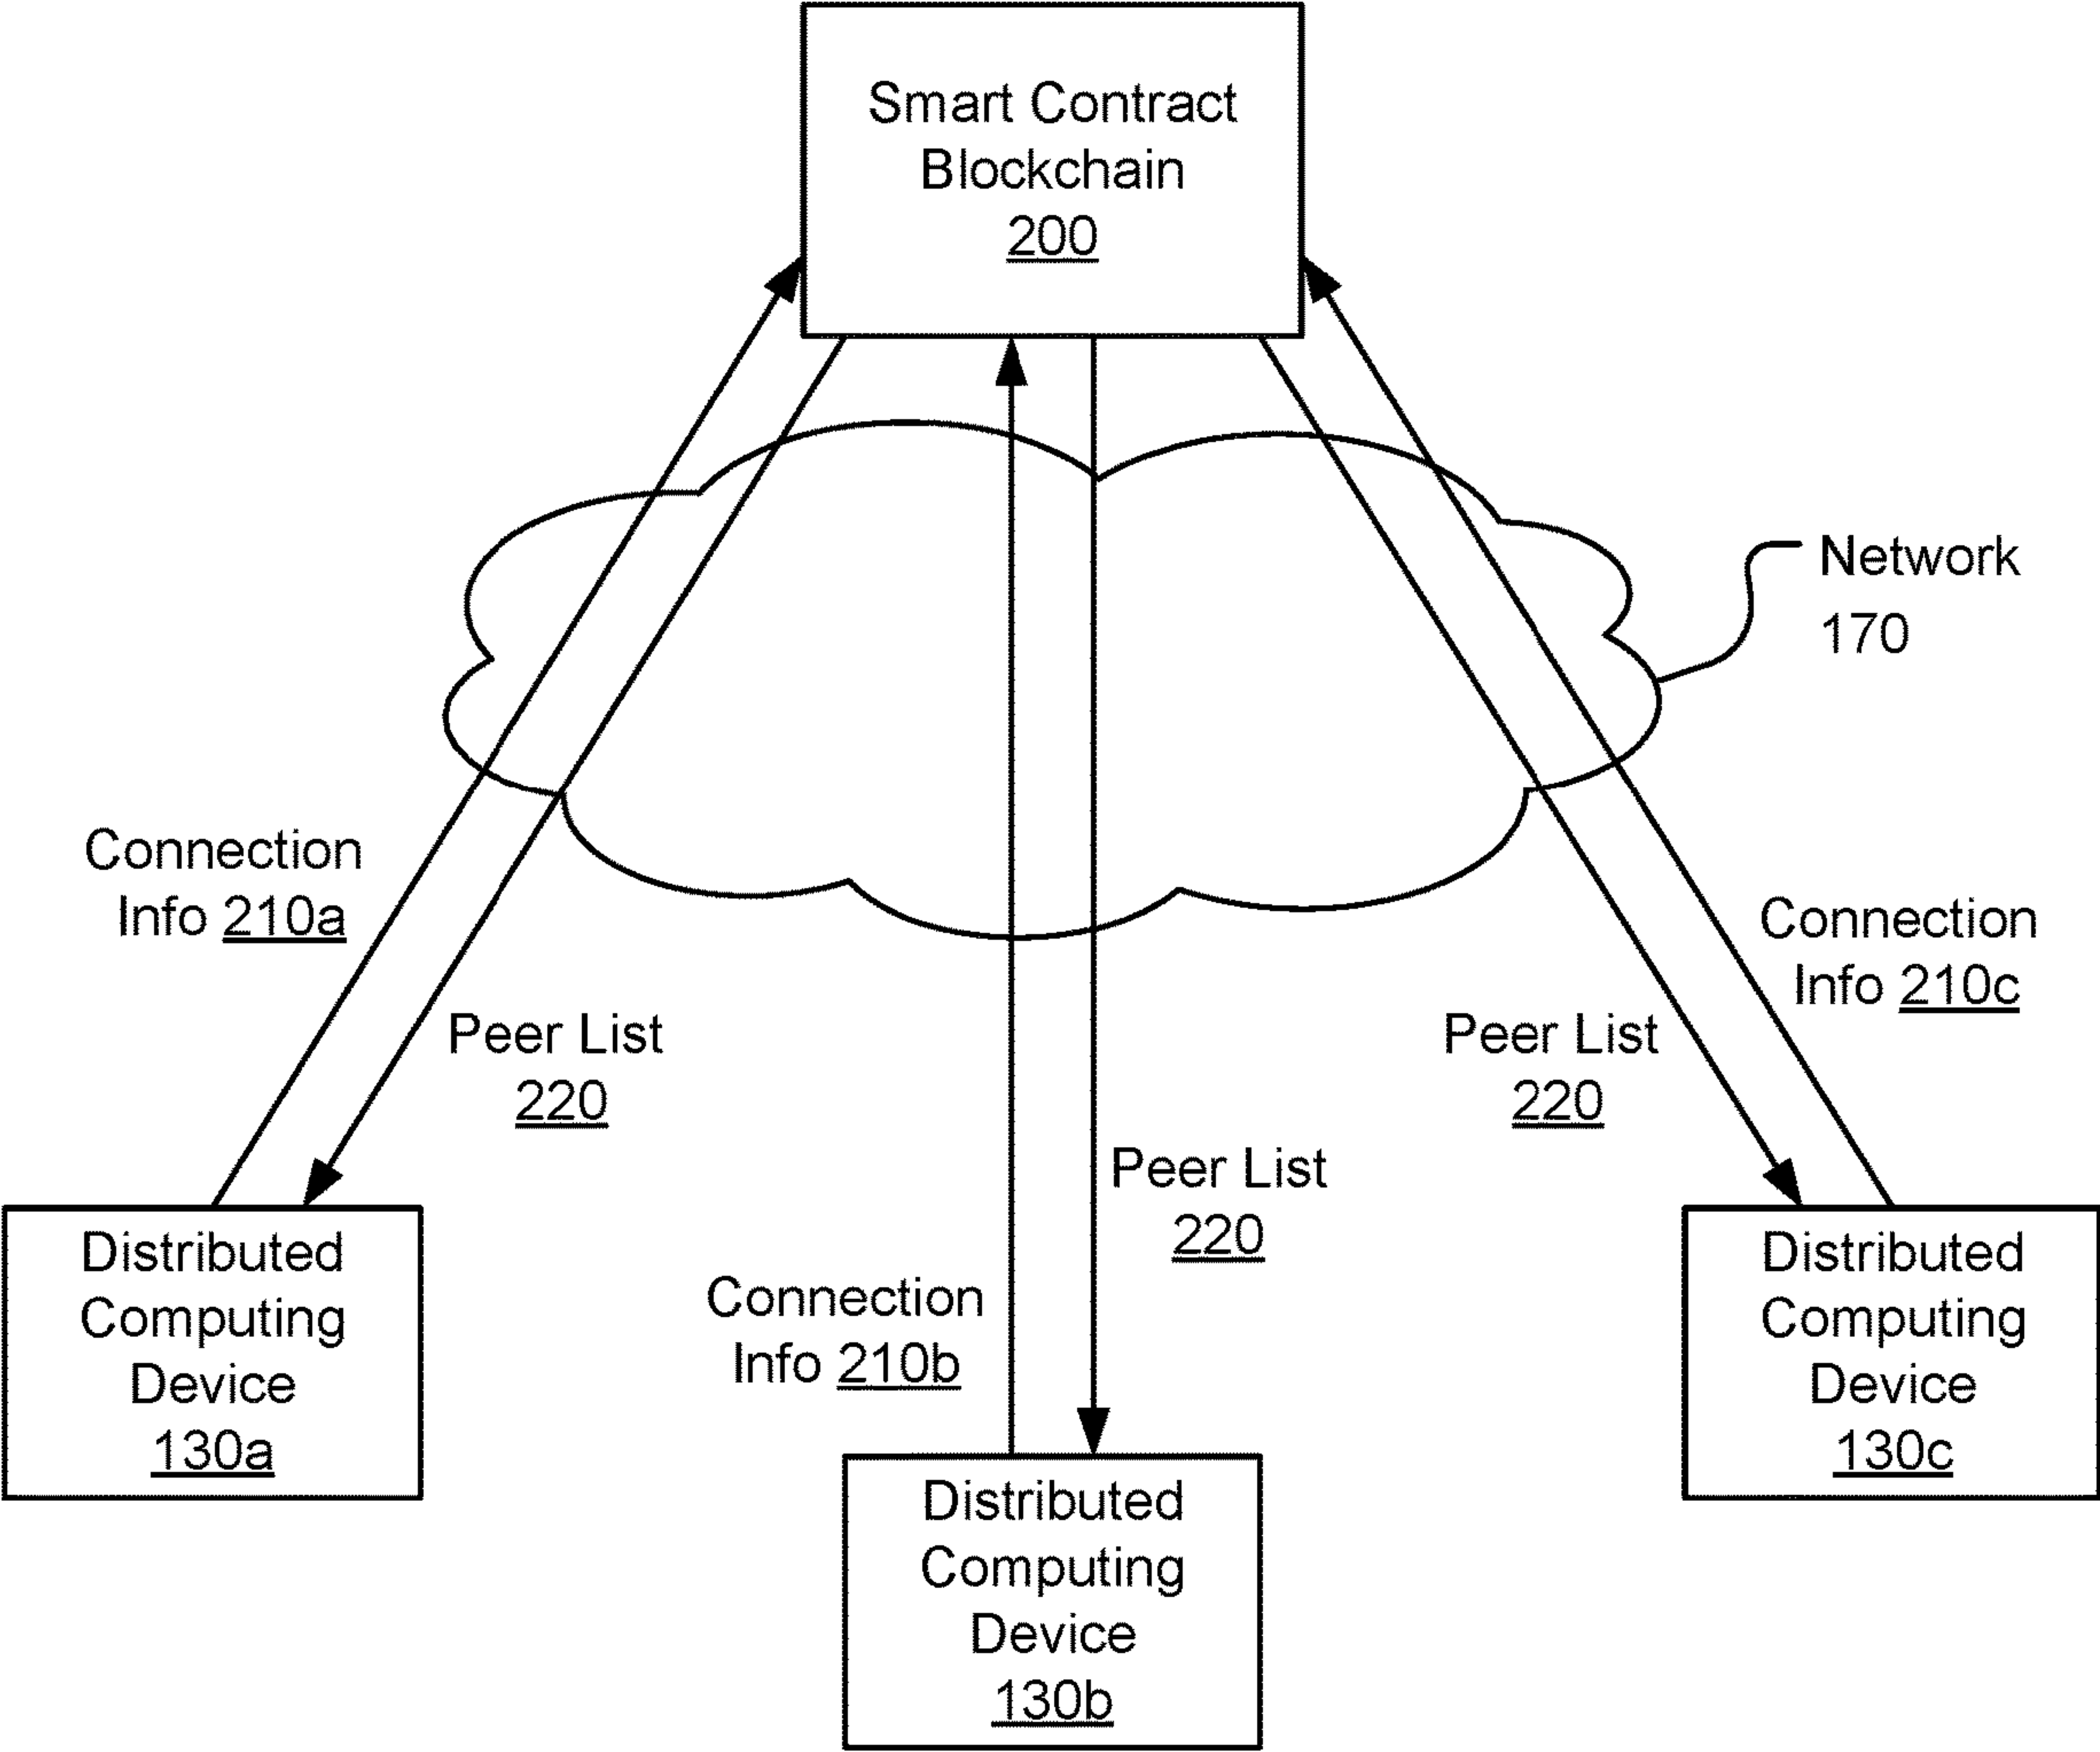 Smart Contract
Blockchain
200
Network
170
Connection
Info 210a
Connection
Info 210c
Peer List
220
Peer List
220
Peer List
220
Connection
Info 210b
Distributed
Computing
Device
130a
Distributed
Computing
Device
130c
Distributed
Computing
Device
130b